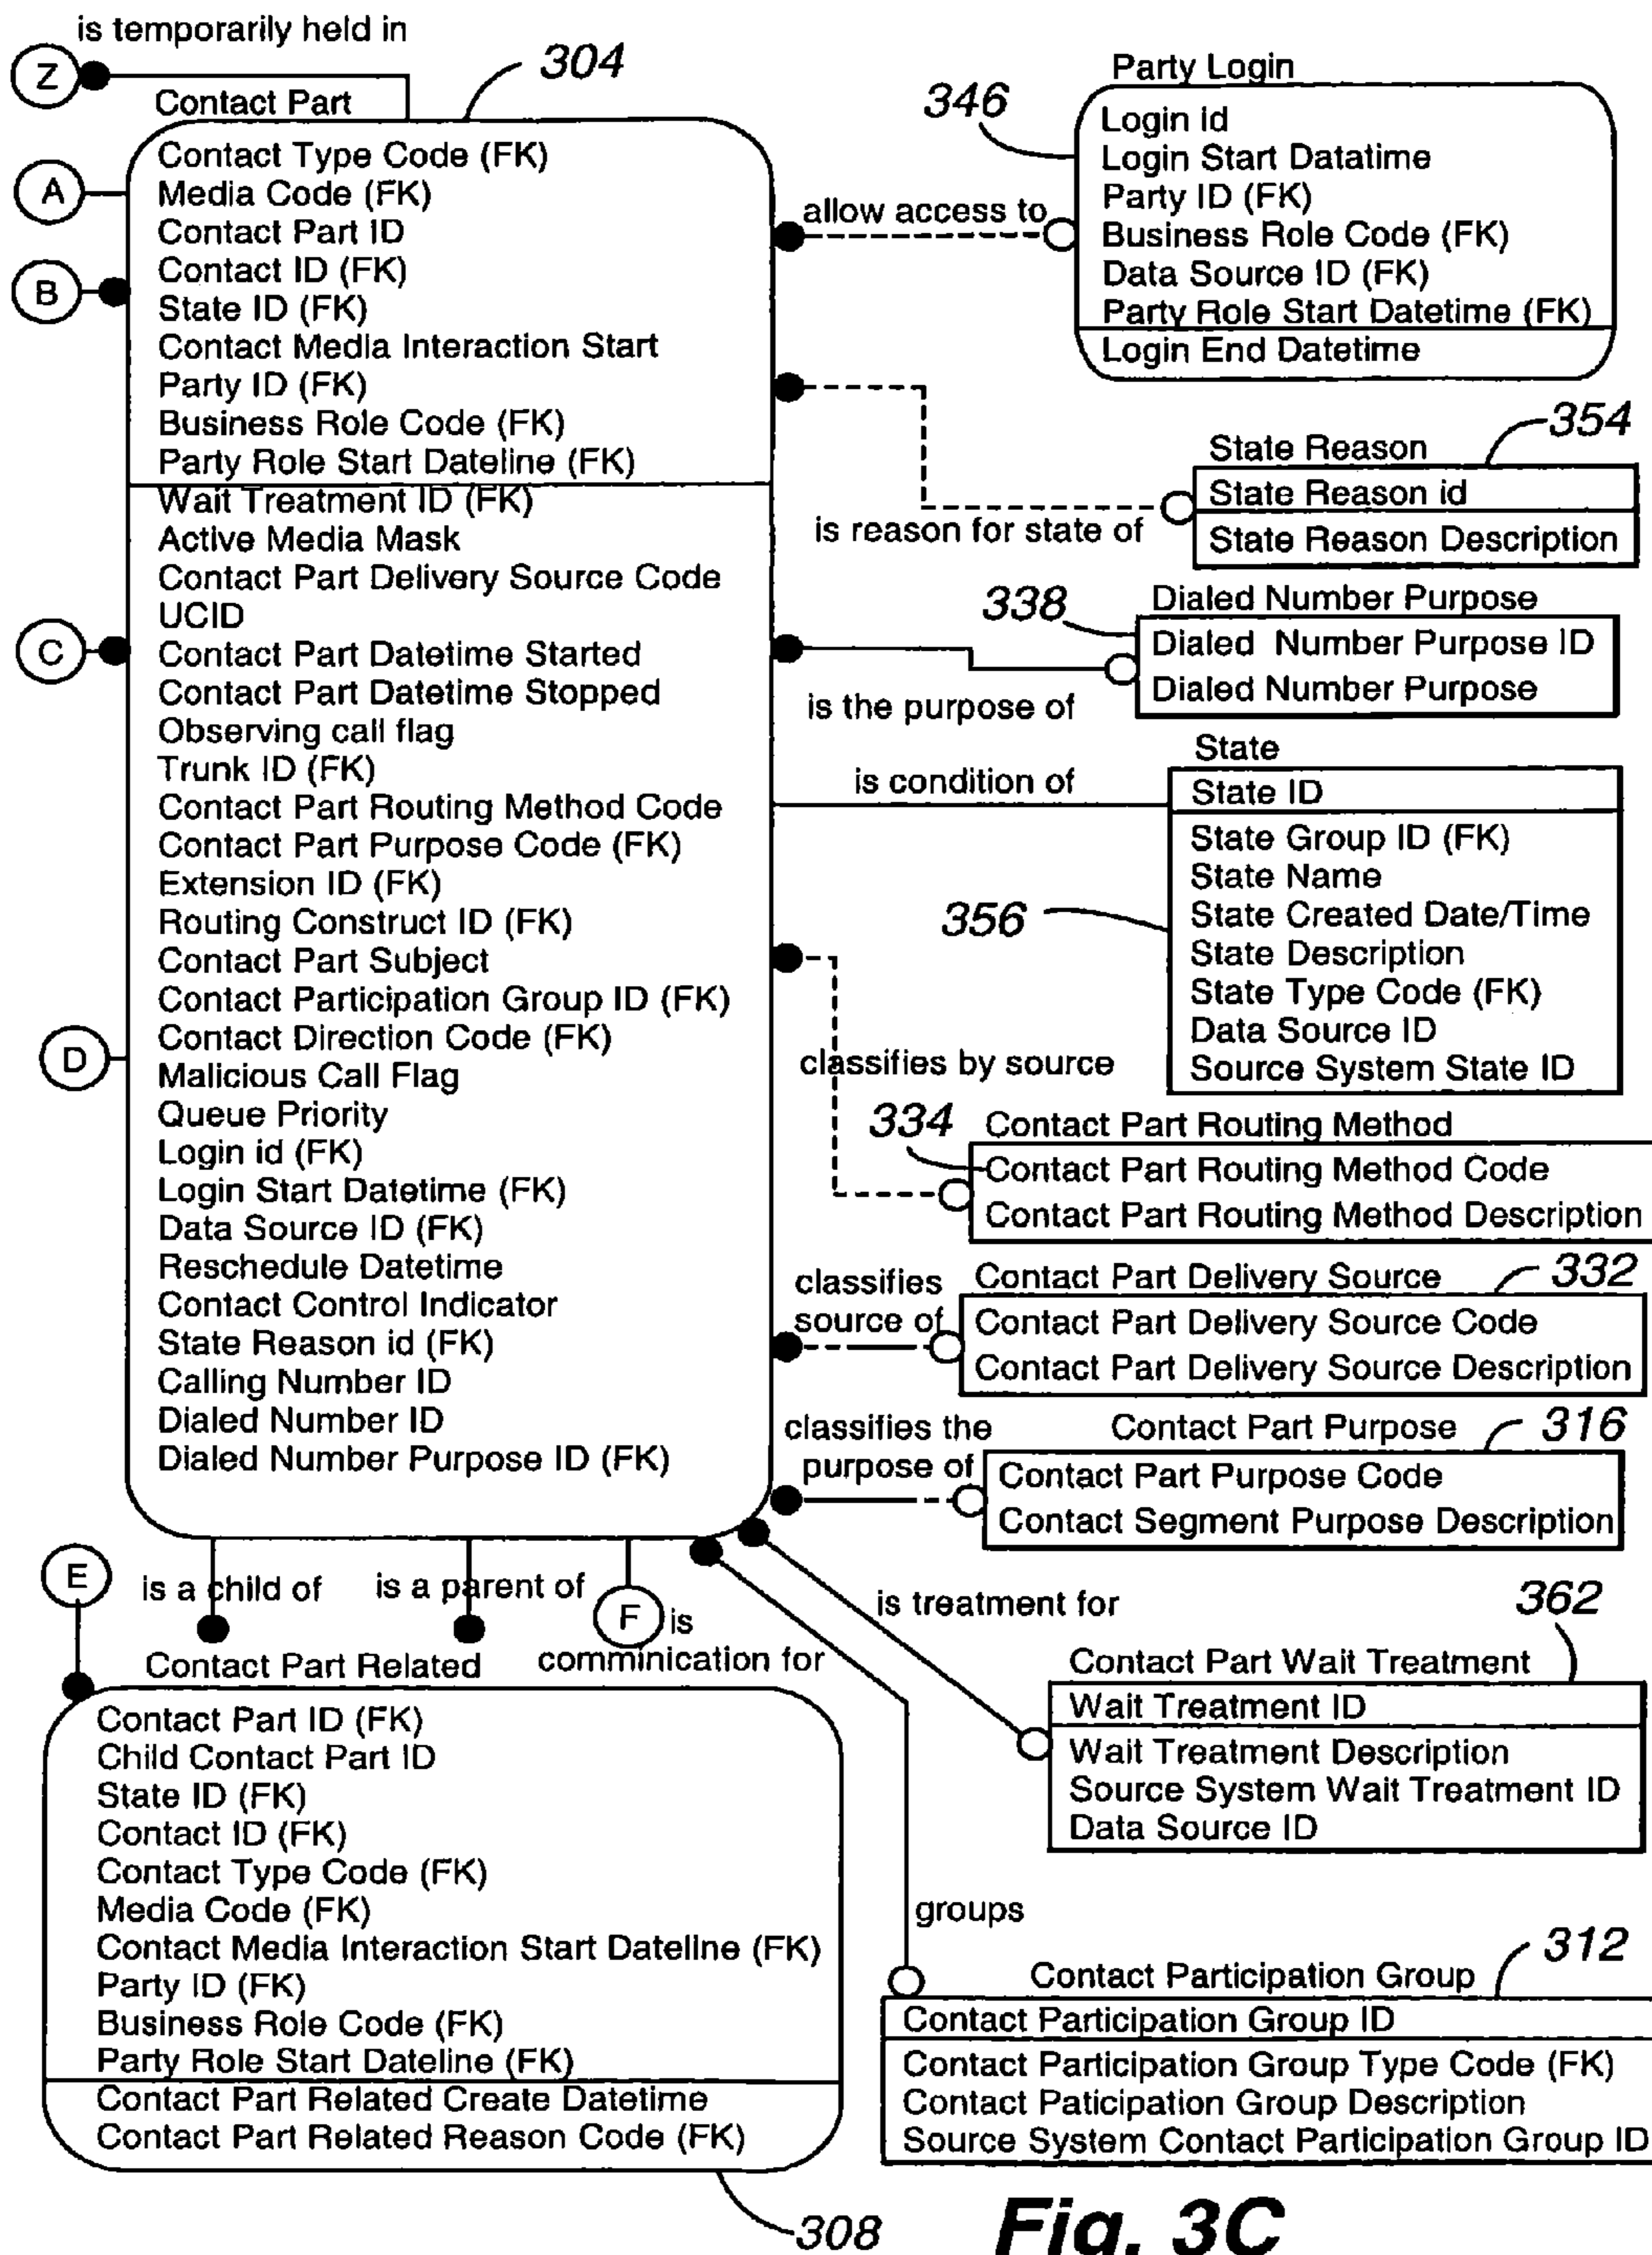 is temporarily held in
Z
304
Contact Part
A
B
C
D
Contact Type Code (FK)
Media Code (FK)
Contact Part ID
Contact ID (FK)
State ID (FK)
Contact Media Interaction Start
Party ID (FK)
Business Role Code (FK)
Party Role Start Dateline (FK)
Wait Treatment ID (FK)
Active Media Mask
Contact Part Delivery Source Code
UCID
Contact Part Datetime Started
Contact Part Datetime Stopped
Observing call flag
Trunk ID (FK)
Contact Part Routing Method Code
Contact Part Purpose Code (FK)
Extension ID (FK)
Routing Construct ID (FK)
Contact Part Subject
Contact Participation Group ID (FK)
Contact Direction Code (FK)
Malicious Call Flag
Queue Priority
Login id (FK)
Login Start Datetime (FK)
Data Source ID (FK)
Reschedule Datetime
Contact Control Indicator
State Reason id (FK)
Calling Number ID
Dialed Number ID
Dialed Number Purpose ID (FK)
Party Login
346
Login id
Login Start Datatime
Party ID (FK)
Business Role Code (FK)
Data Source ID (FK)
Party Role Start Datetime (FK)
Login End Datetime
allow access to
354
State Reason
State Reason id
State Reason Description
is reason for state of
338
Dialed Number Purpose
Dialed Number Purpose ID
Dialed Number Purpose
is the purpose of
State
is condition of
State ID
State Group ID (FK)
State Name
State Created Date/Time
State Description
State Type Code (FK)
Data Source ID
Source System State ID
356
classifies by source
334
Contact Part Routing Method
Contact Part Routing Method Code
Contact Part Routing Method Description
classifies
source of
Contact Part Delivery Source
332
Contact Part Delivery Source Code
Contact Part Delivery Source Description
classifies the
purpose of
Contact Part Purpose
316
Contact Part Purpose Code
Contact Segment Purpose Description
E
is a child of
is a parent of
F
is
comminication for
is treatment for
362
Contact Part Wait Treatment
Wait Treatment ID
Wait Treatment Description
Source System Wait Treatment ID
Data Source ID
Contact Part Related
Contact Part ID (FK)
Child Contact Part ID
State ID (FK)
Contact ID (FK)
Contact Type Code (FK)
Media Code (FK)
Contact Media Interaction Start Dateline (FK)
Party ID (FK)
Business Role Code (FK)
Party Role Start Dateline (FK)
Contact Part Related Create Datetime
Contact Part Related Reason Code (FK)
308
groups
312
Contact Participation Group
Contact Participation Group ID
Contact Participation Group Type Code (FK)
Contact Paticipation Group Description
Source System Contact Participation Group ID
Fig. 3C